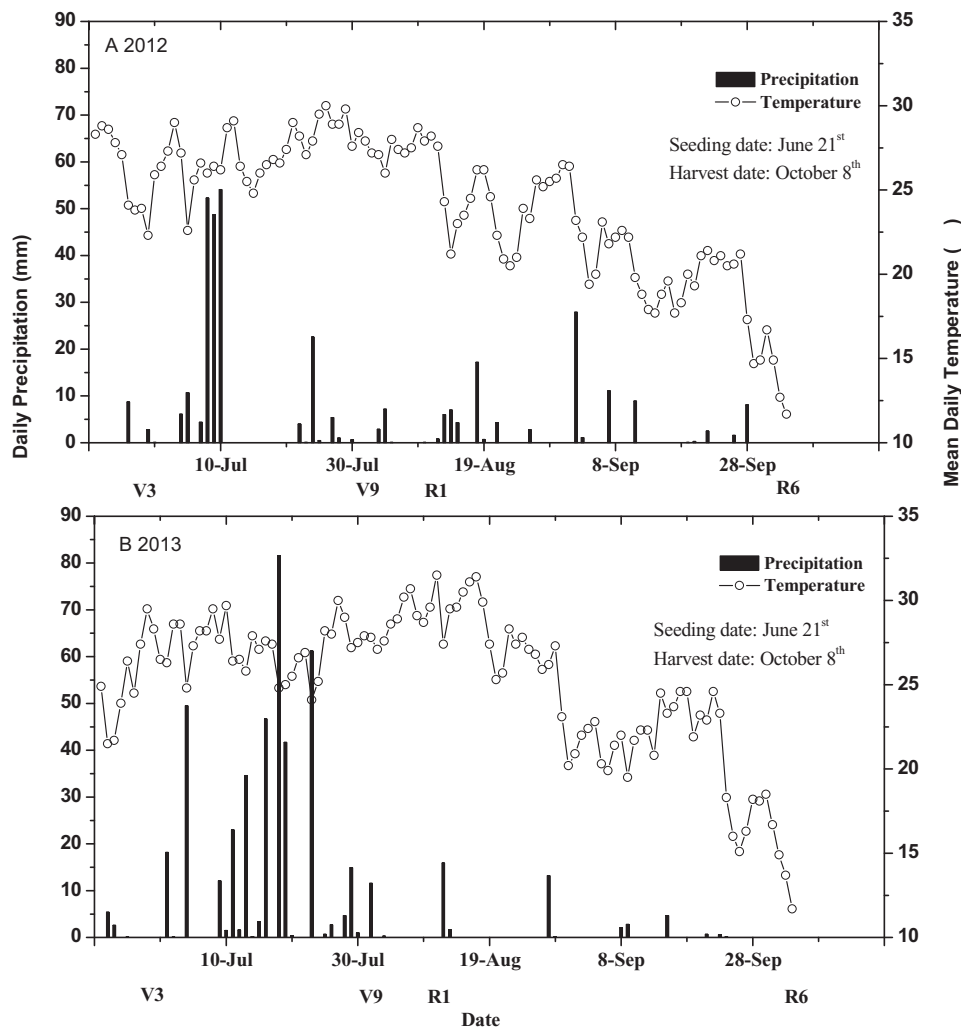 A 2012
Precipitation
Temperature
Seeding date: June 21st
Harvest date: October 8th
Daily Precipitation (mm)
90
80
70
60
50
40
30
20
10
0
35
30
25
20
15
10
Mean Daily Temperature ( )
10-Jul 30-Jul 19-Aug 8-Sep 28-Sep
V3 V9 R1 R6
B 2013
Precipitation
Temperature
Seeding date: June 21st
Harvest date: October 8th
90
80
70
60
50
40
30
20
10
0
35
30
25
20
15
10
10-Jul 30-Jul 19-Aug 8-Sep 28-Sep
V3 V9 R1 R6
Date